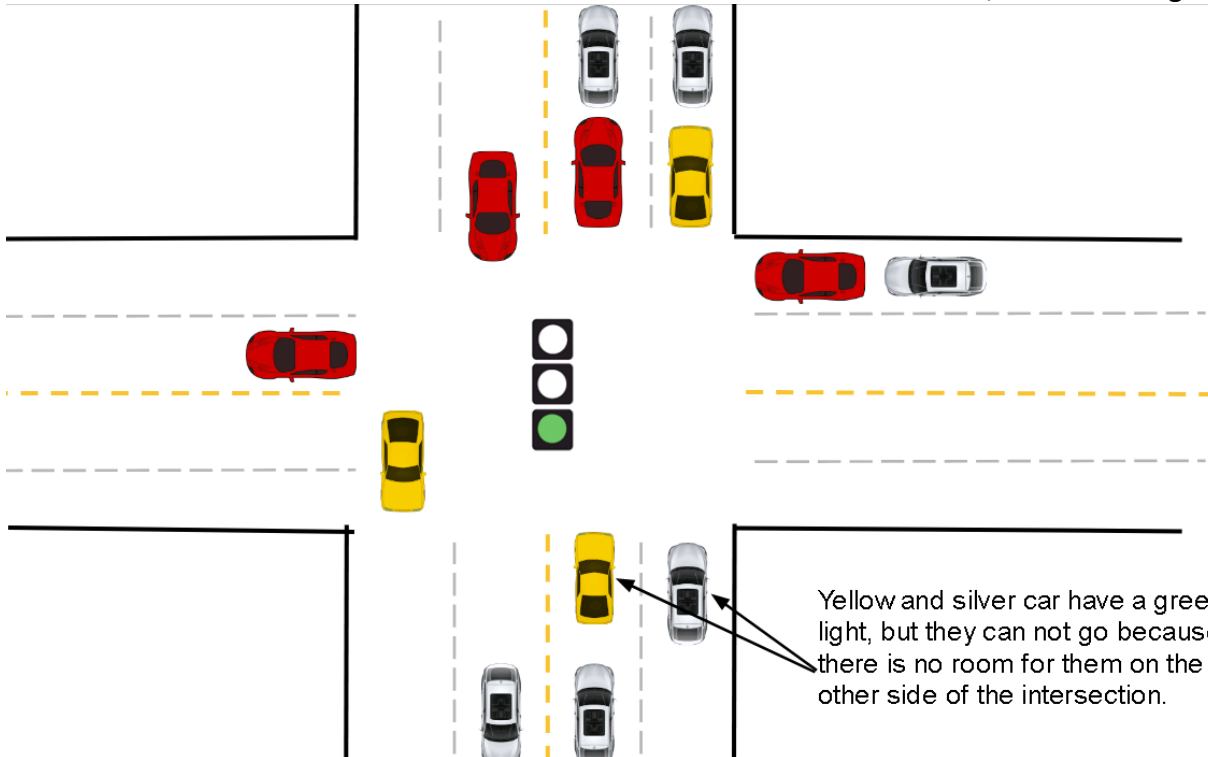 Yellow and silver car have a gree
light, but they can not go because
there is no room for them on the
other side of the intersection.